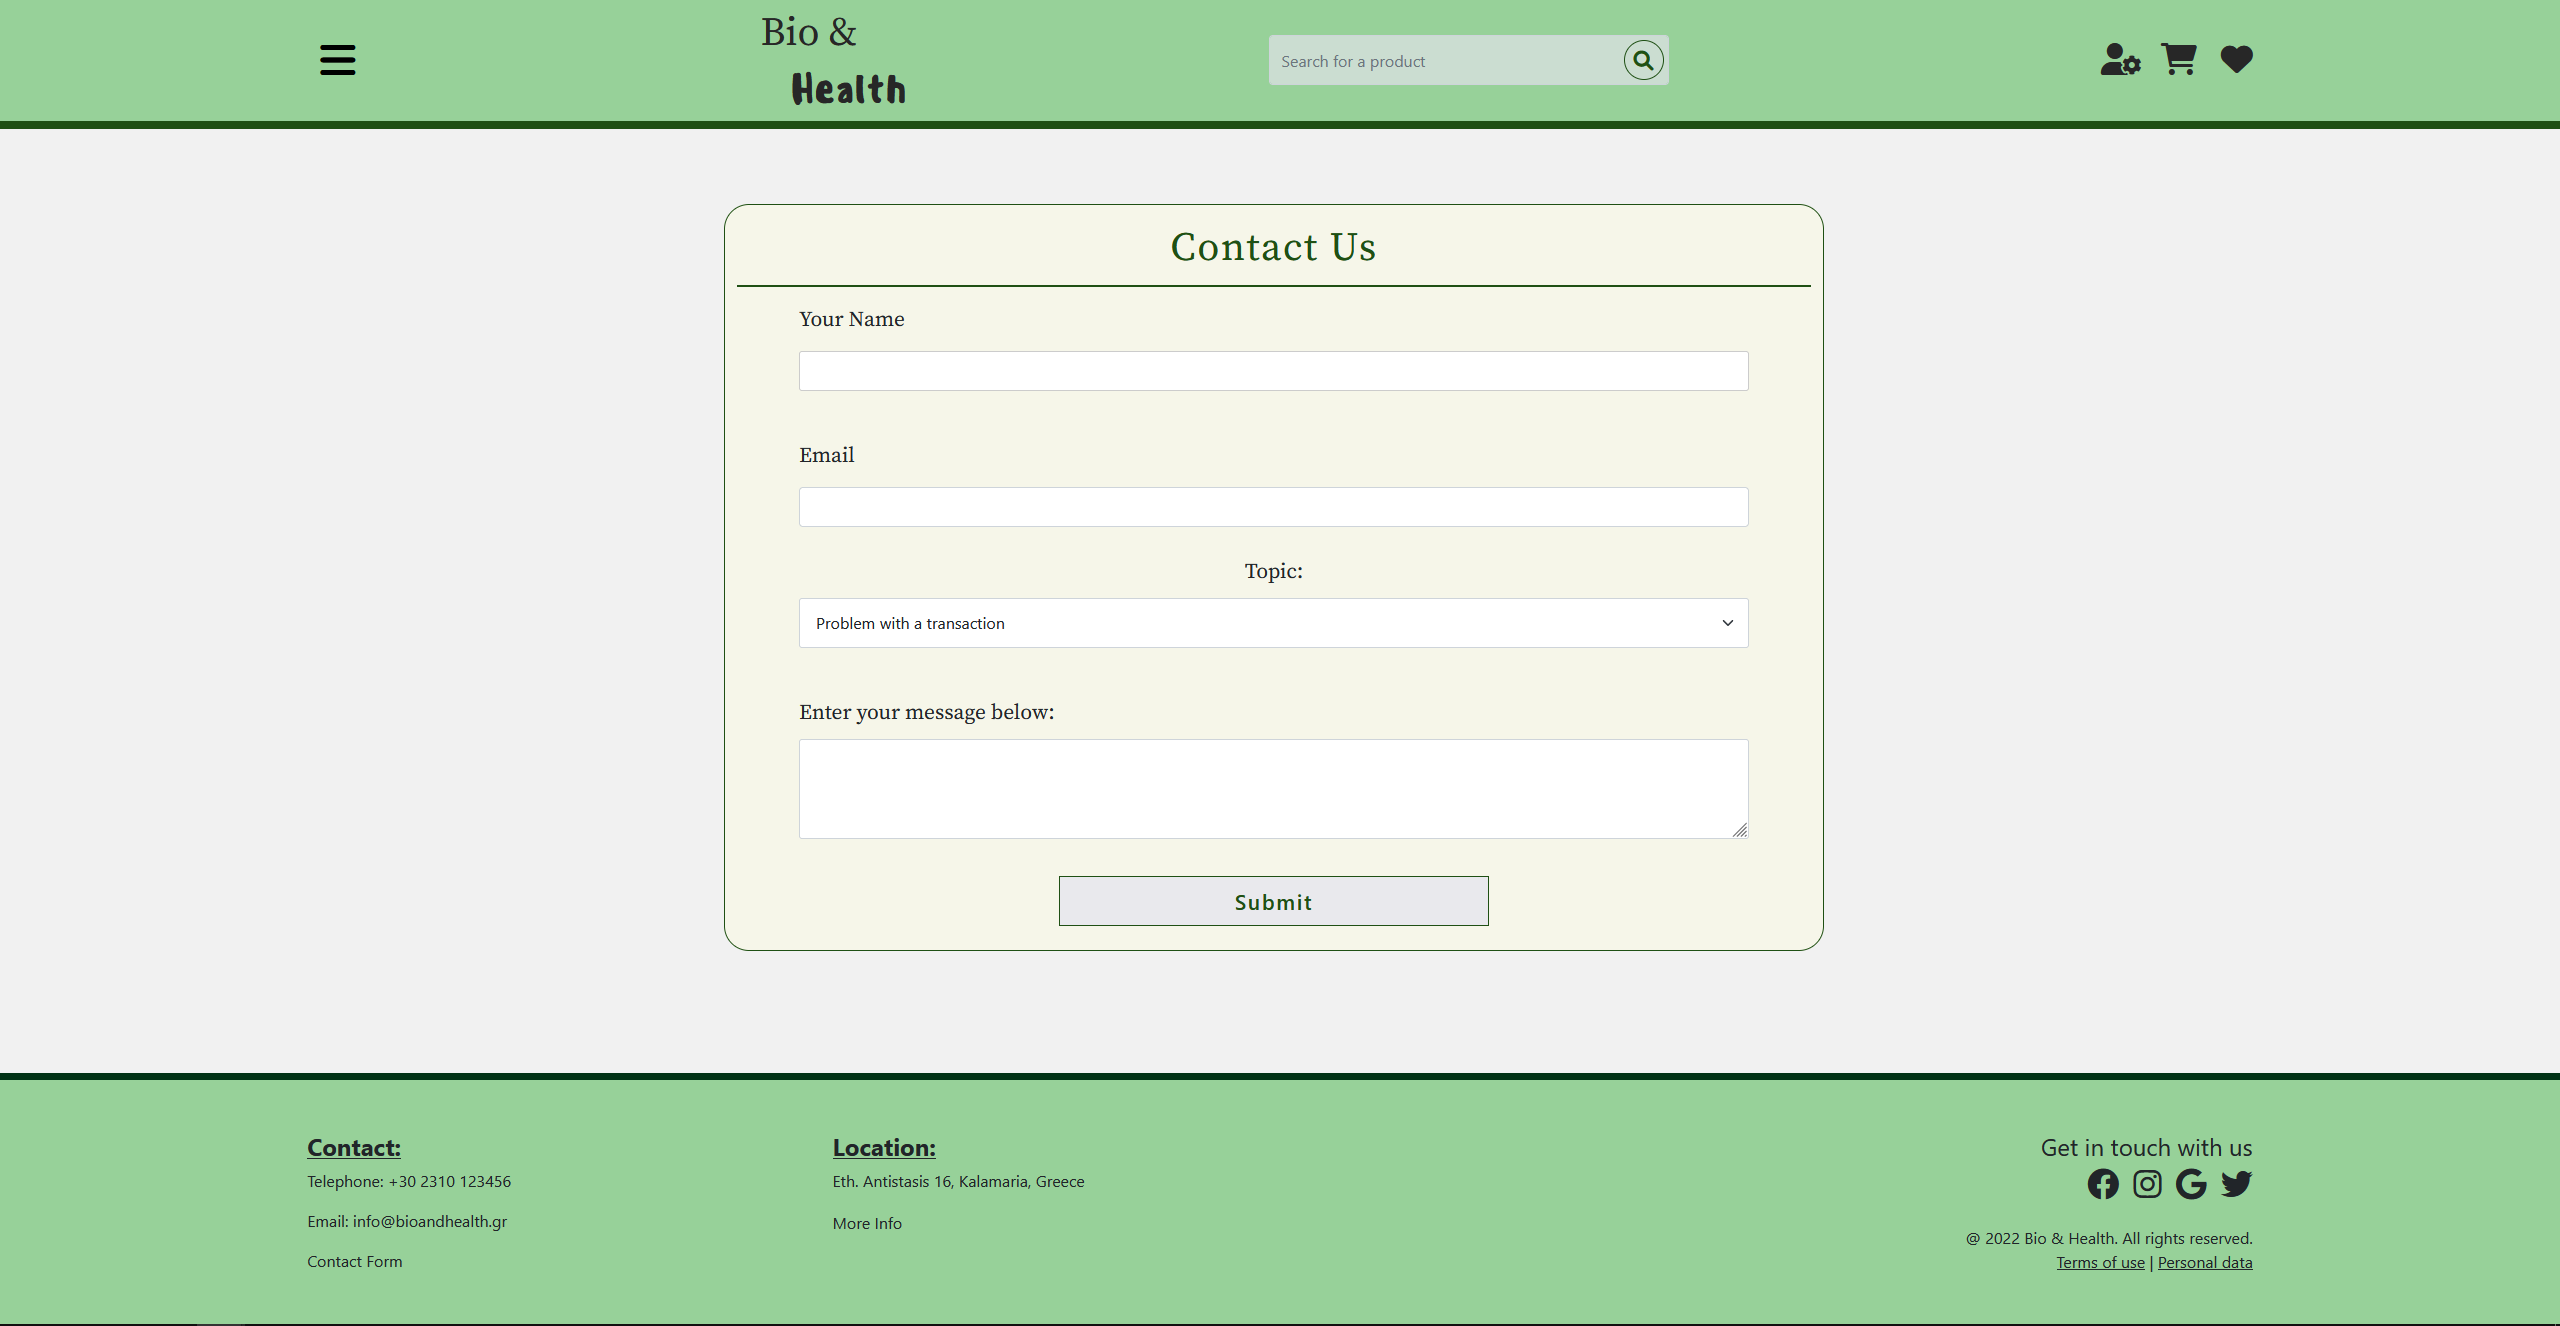 Bio &
Health
Search for a product
Contact Us
Your Name
Email
Topic:
Problem with a transaction
Enter your message below:
Submit
Contact:
Telephone: +30 2310 123456
Email: info@bioandhealth.gr
Contact Form
Location:
Eth. Antistasis 16, Kalamaria, Greece
More Info
Get in touch with us
@ 2022 Bio & Health. All rights reserved.
Terms of use | Personal data